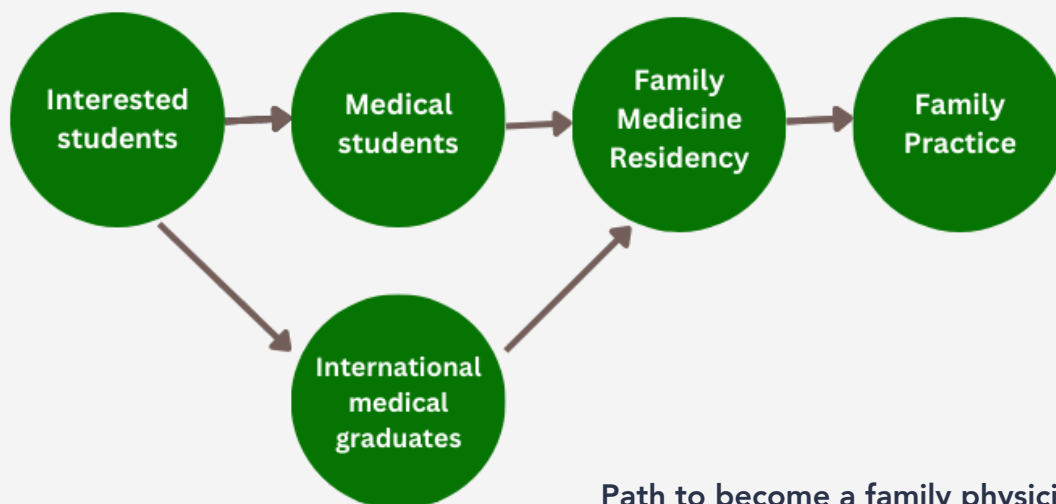 Interested
students
Medical
students
Family
Medicine
Residency
Family
Practice
International
medical
graduates
Path to become a family